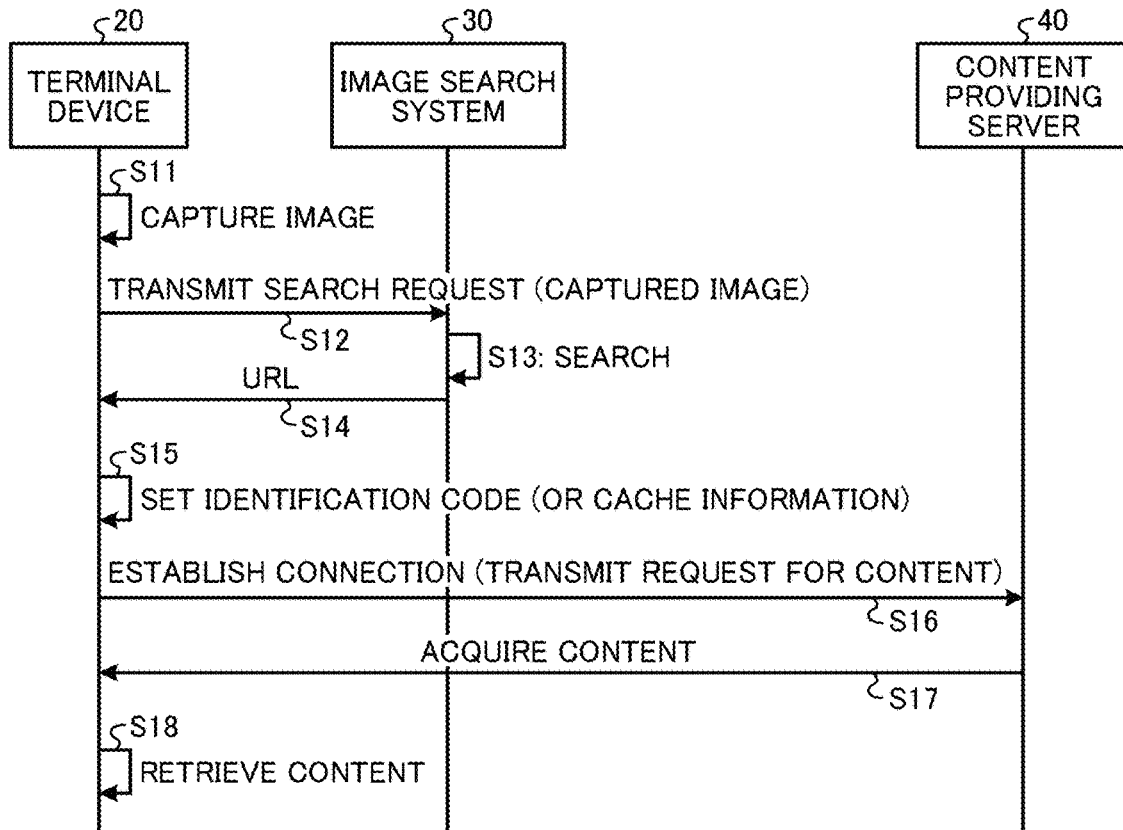 20
30
40
TERMINAL
DEVICE
IMAGE SEARCH
SYSTEM
CONTENT
PROVIDING
SERVER
S11
CAPTURE IMAGE
TRANSMIT SEARCH REQUEST (CAPTURED IMAGE)
S12
S13: SEARCH
URL
S14
S15
SET IDENTIFICATION CODE (OR CACHE INFORMATION)
ESTABLISH CONNECTION (TRANSMIT REQUEST FOR CONTENT)
S16
ACQUIRE CONTENT
S17
S18
RETRIEVE CONTENT